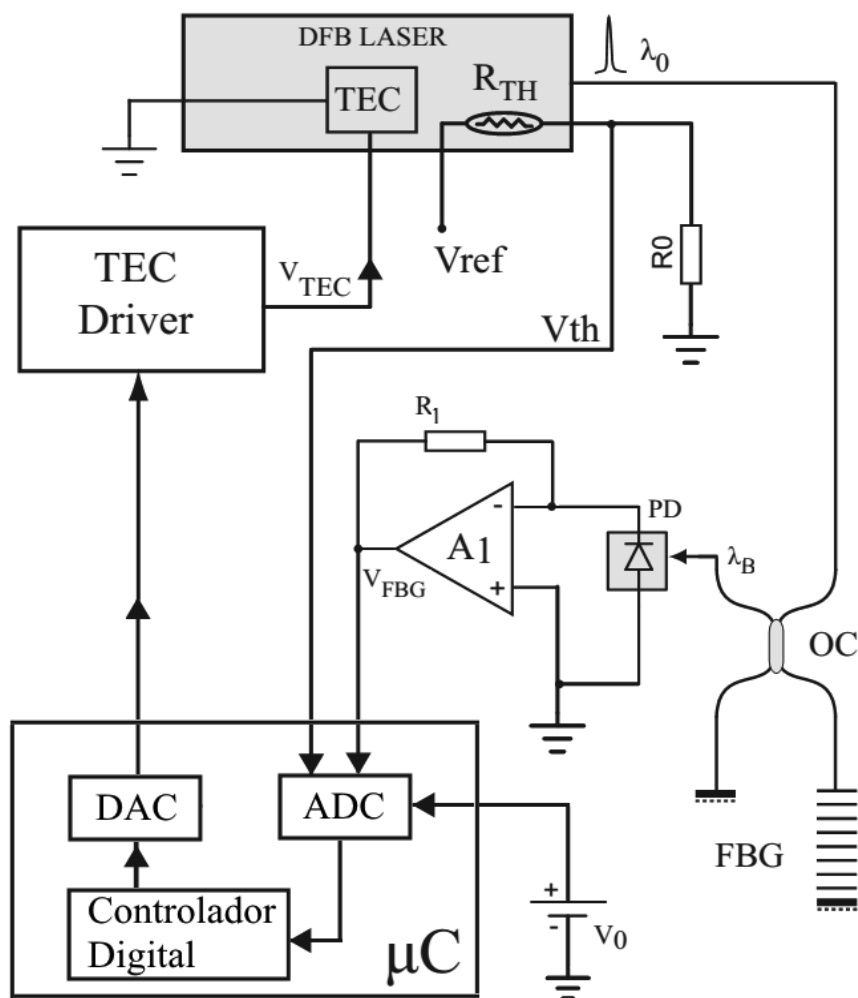 DFB LASER
λ0
TEC
RTH
TEC
Driver
VTEC
Vref
R0
Vth
R1
PD
-
A1
+
VFBG
λB
OC
DAC
ADC
FBG
Controlador
Digital
μC
+
-
V0